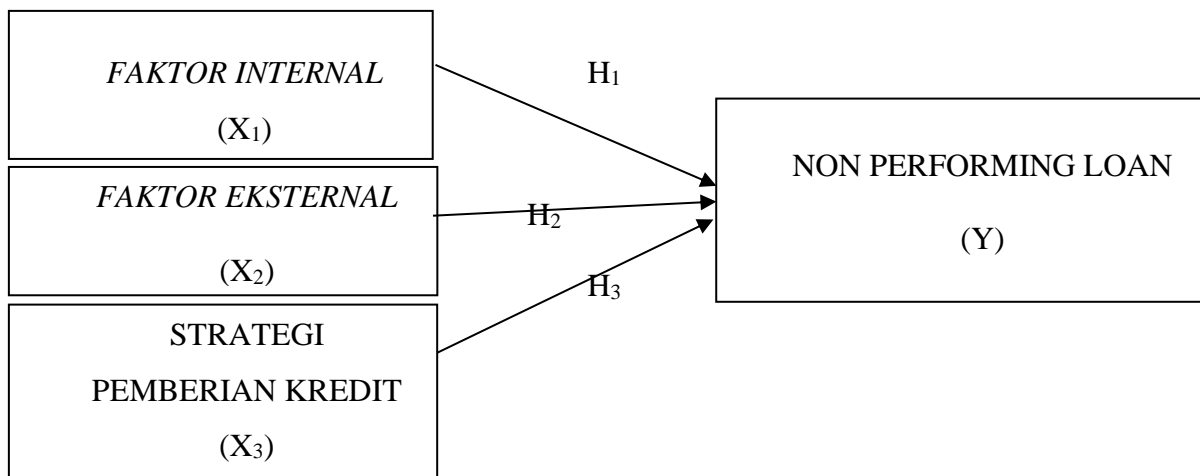 FAKTOR INTERNAL
(X₁)
H₁
FAKTOR EKSTERNAL
(X₂)
H₂
STRATEGI
PEMBERIAN KREDIT
(X₃)
H₃
NON PERFORMING LOAN
(Y)